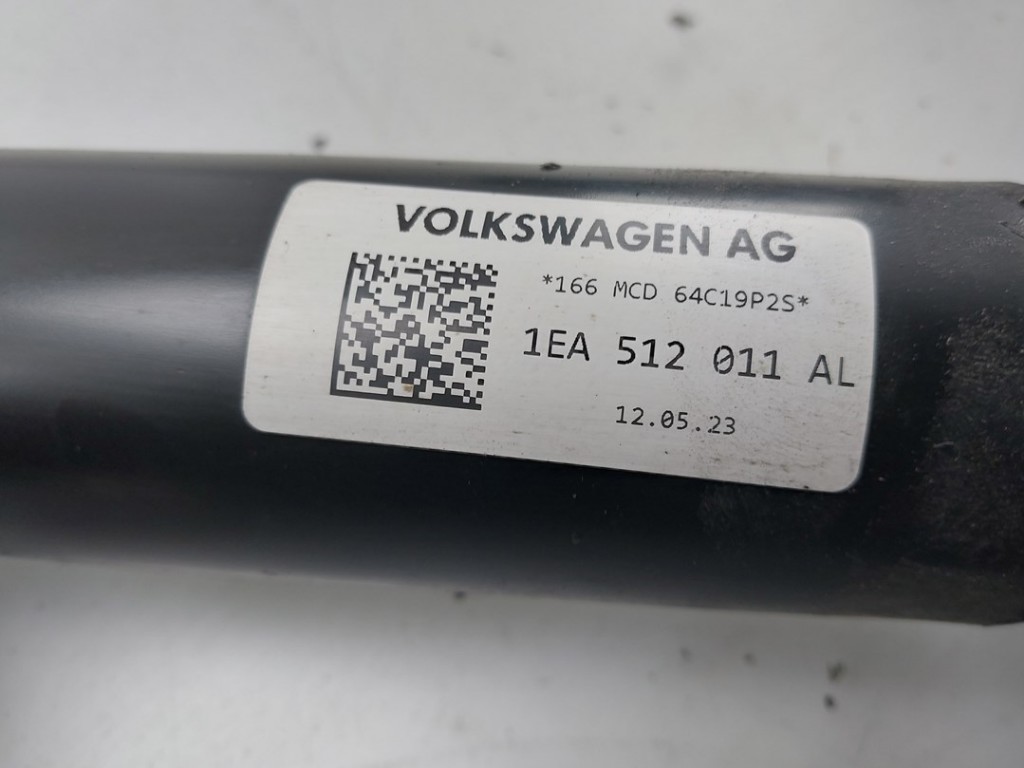 VOLKSWAGEN AG
*166 MCD 64C19P2S*
1EA 512 011 AL
12.05.23